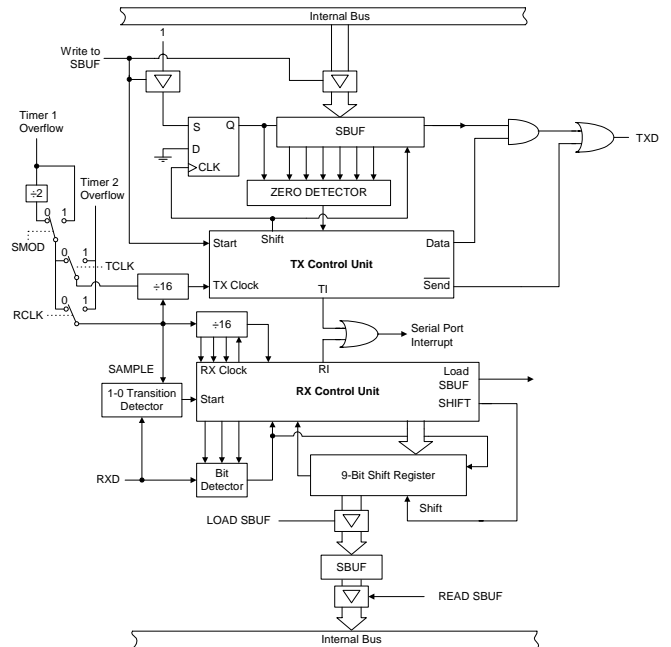 Internal Bus
1
Write to
SBUF
Timer 1
Overflow
S
Q
D
CLK
SBUF
TXD
÷2
Timer 2
Overflow
ZERO DETECTOR
0
1
SMOD
0
1
TCLK
Shift
Start
Data
TX Control Unit
÷16
TX Clock
Send
TI
RCLK
0
1
÷16
Serial Port
Interrupt
SAMPLE
RX Clock
RI
Load
SBUF
1-0 Transition
Detector
Start
RX Control Unit
SHIFT
RXD
Bit
Detector
9-Bit Shift Register
Shift
LOAD SBUF
SBUF
READ SBUF
Internal Bus